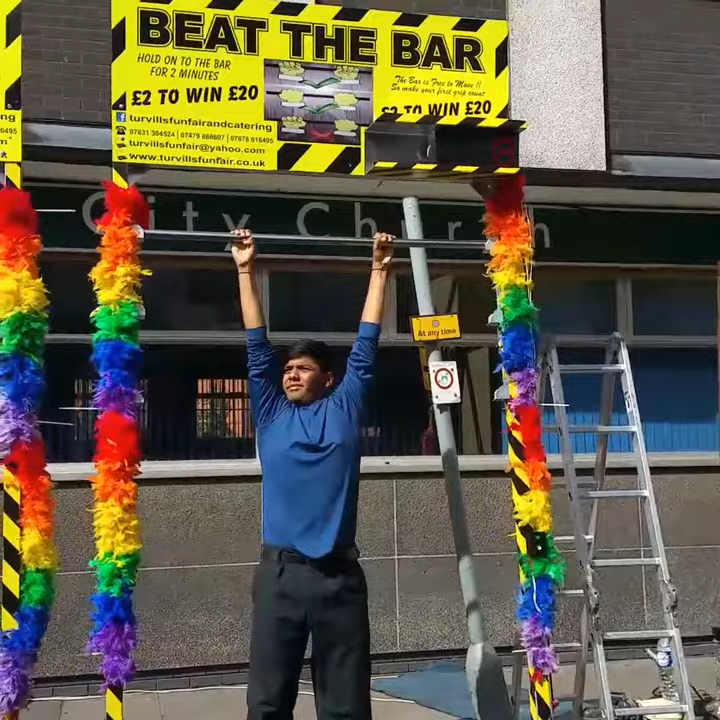 BEAT THE BAR
HOLD ON TO THE BAR
FOR 2 MINUTES
£2 TO WIN £20
The Bar is Free to Move !!
So make your first grip count
£2 TO WIN £20
turvillsfunfairandcatering
07831 304524 | 07479 668607 | 07878 014695
turvillsfunfair@yahoo.com
www.turvillsfunfair.co.uk
City Church
At any time